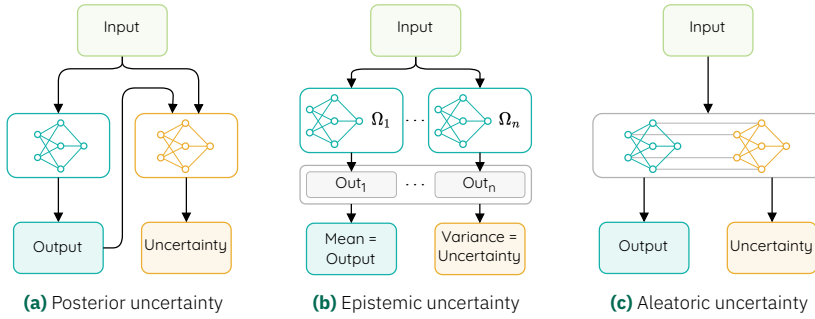 Input
Output
Uncertainty
(a) Posterior uncertainty
Input
Ω₁ ... Ωₙ
Out₁ ... Outₙ
Mean =
Output
Variance =
Uncertainty
(b) Epistemic uncertainty
Input
Output
Uncertainty
(c) Aleatoric uncertainty